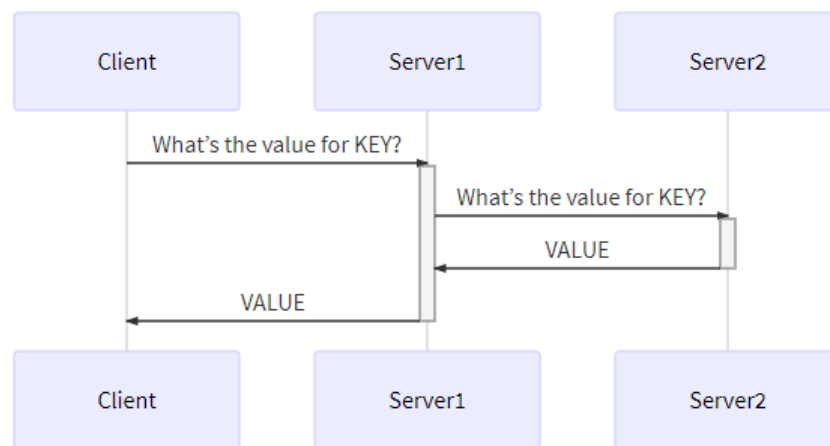 Client
Server1
Server2
What’s the value for KEY?
What’s the value for KEY?
VALUE
VALUE
Client
Server1
Server2